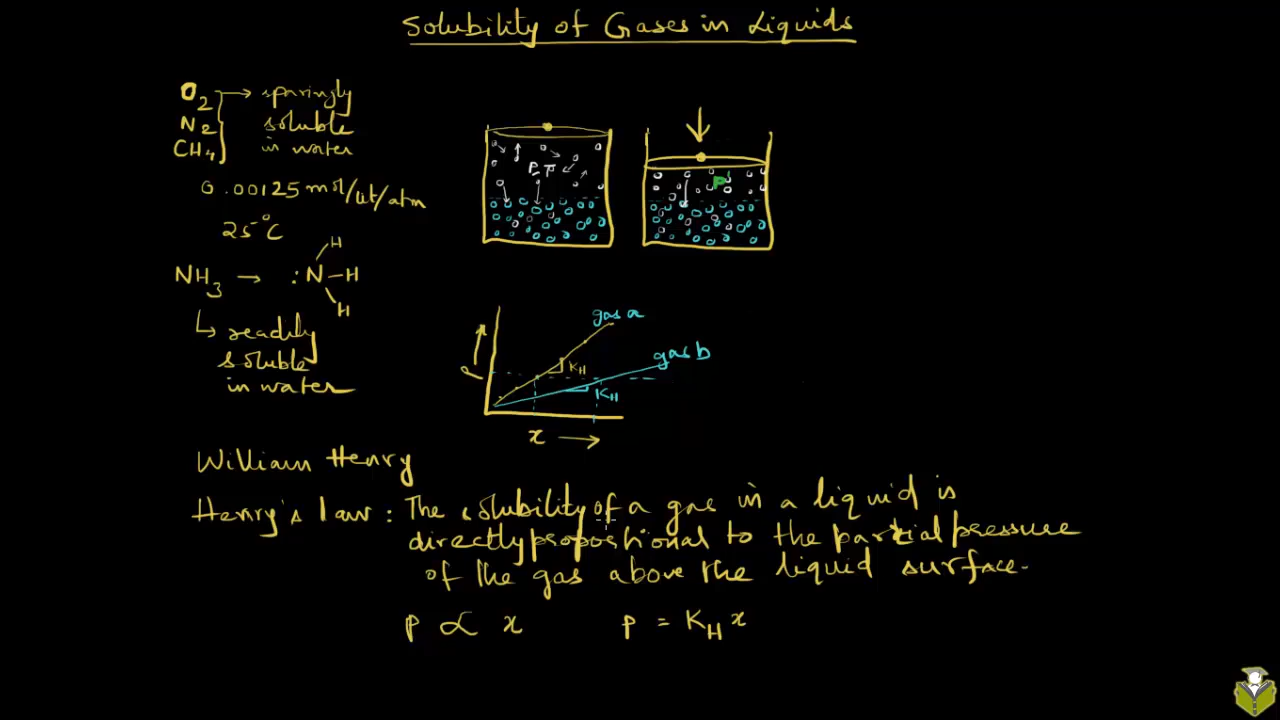 Solubility of Gases in Liquids
O2 → sparingly
N2 soluble
CH4 in water
0.00125 mol/lit/atm
25°C
NH3 → :N-H
H
H
↳ readily
soluble
in water
P, T
P
gas a
gas b
KH
KH
P →
x →
William Henry
Henry's law : The solubility of a gas in a liquid is
directly proportional to the partial pressure
of the gas above the liquid surface.
p ∝ x p = KH x